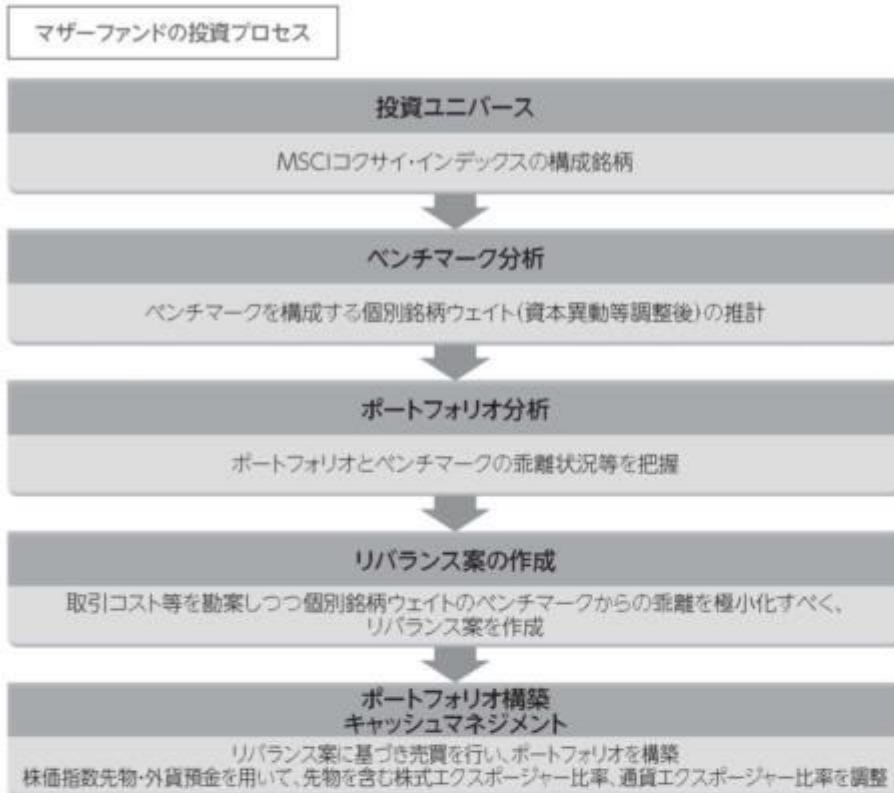 マザーファンドの投資プロセス
投資ユニバース
MSCIコクサイ・インデックスの構成銘柄
ベンチマーク分析
ベンチマークを構成する個別銘柄ウェイト(資本異動等調整後)の推計
ポートフォリオ分析
ポートフォリオとベンチマークの乖離状況等を把握
リバランス案の作成
取引コスト等を勘案しつつ個別銘柄ウェイトのベンチマークからの乖離を極小化すべく、
リバランス案を作成
ポートフォリオ構築
キャッシュマネジメント
リバランス案に基づき売買を行い、ポートフォリオを構築
株価指数先物・外貨預金を用いて、先物を含む株式エクスポージャー比率、通貨エクスポージャー比率を調整